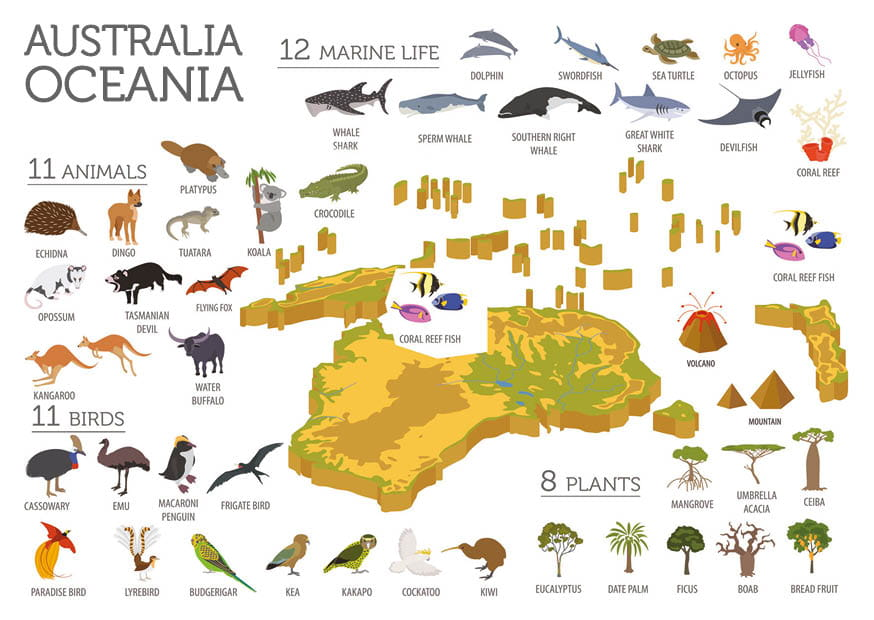 AUSTRALIA
OCEANIA
12 MARINE LIFE
DOLPHIN
SWORDFISH
SEA TURTLE
OCTOPUS
JELLYFISH
WHALE
SHARK
SPERM WHALE
SOUTHERN RIGHT
WHALE
GREAT WHITE
SHARK
DEVILFISH
CORAL REEF
CORAL REEF FISH
11 ANIMALS
PLATYPUS
ECHIDNA
DINGO
TUATARA
KOALA
CROCODILE
OPOSSUM
TASMANIAN
DEVIL
FLYING FOX
KANGAROO
WATER
BUFFALO
CORAL REEF FISH
VOLCANO
MOUNTAIN
11 BIRDS
CASSOWARY
EMU
MACARONI
PENGUIN
FRIGATE BIRD
PARADISE BIRD
LYREBIRD
BUDGERIGAR
KEA
KAKAPO
COCKATOO
KIWI
8 PLANTS
MANGROVE
UMBRELLA
ACACIA
CEIBA
EUCALYPTUS
DATE PALM
FICUS
BOAB
BREAD FRUIT